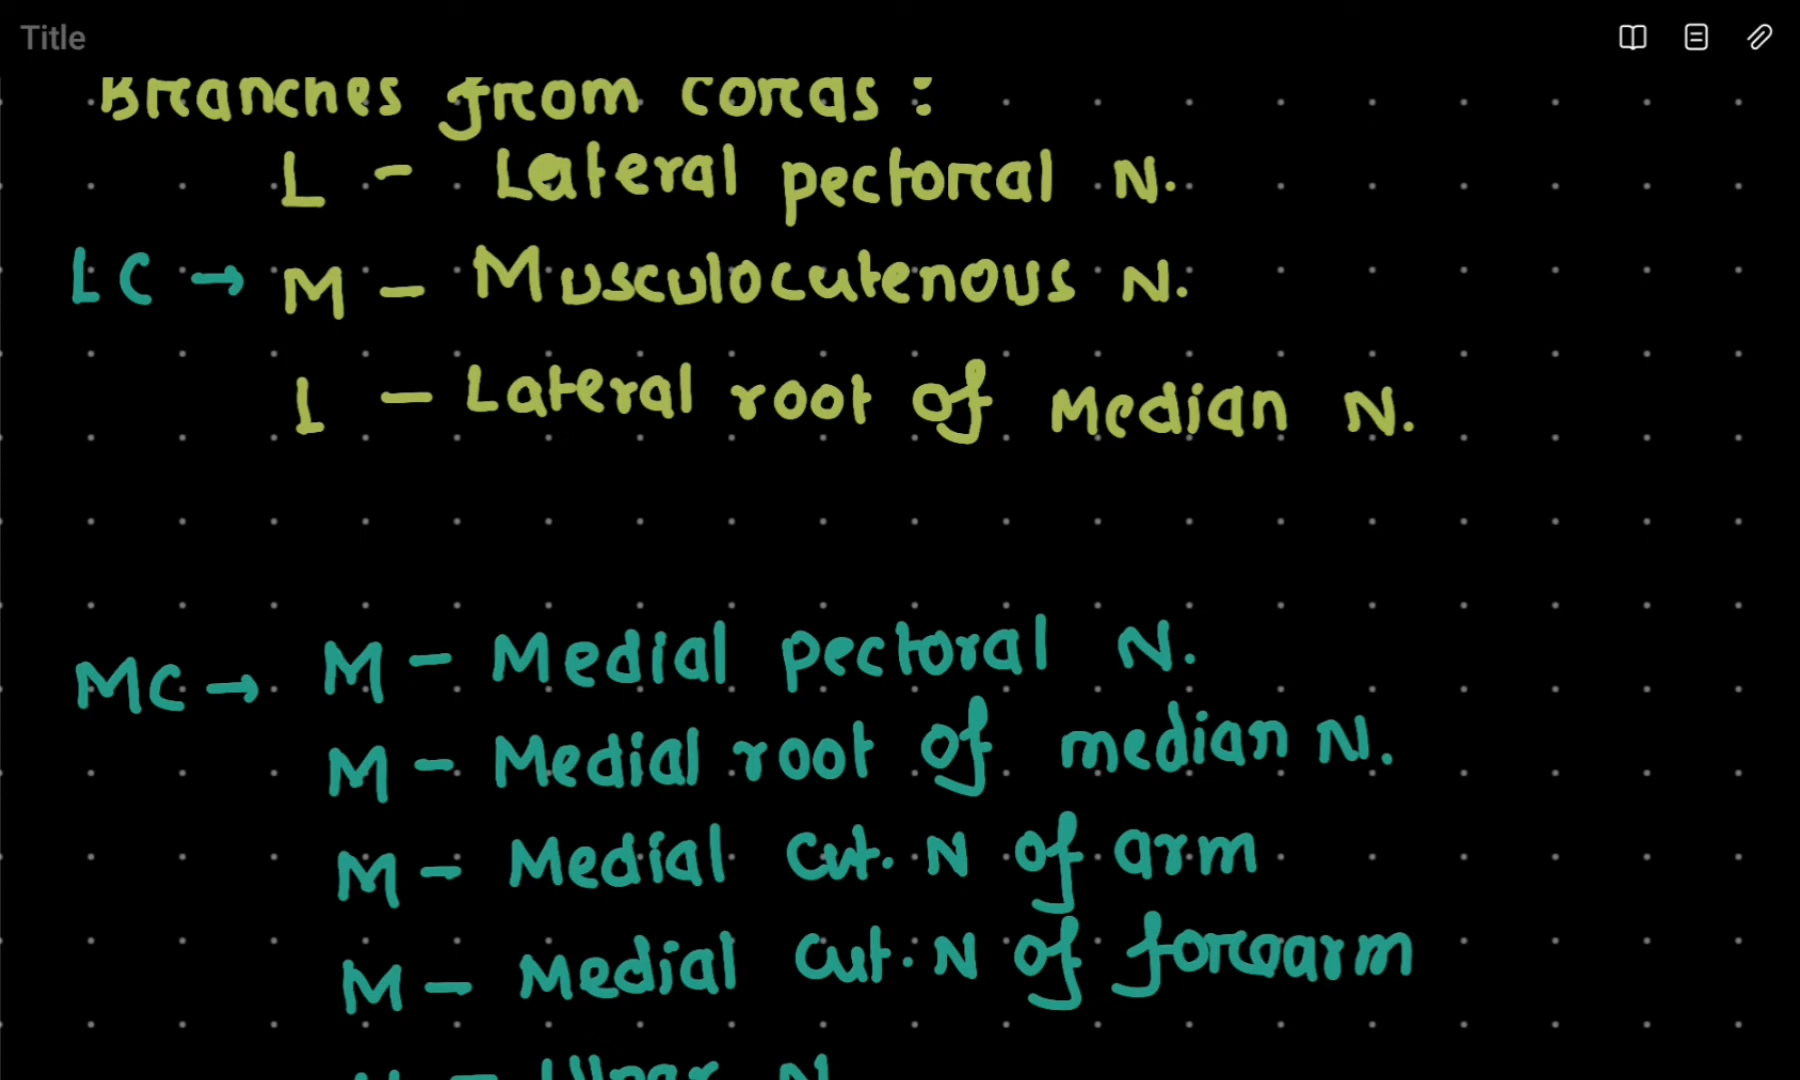 Title
Branches from cords :
L - Lateral pectoral N.
LC → M - Musculocutenous N.
L - Lateral root of Median N.
MC → M - Medial pectoral N.
M - Medial root of median N.
M - Medial Cut. N of arm
M - Medial Cut. N of forearm
U - Ulnar N